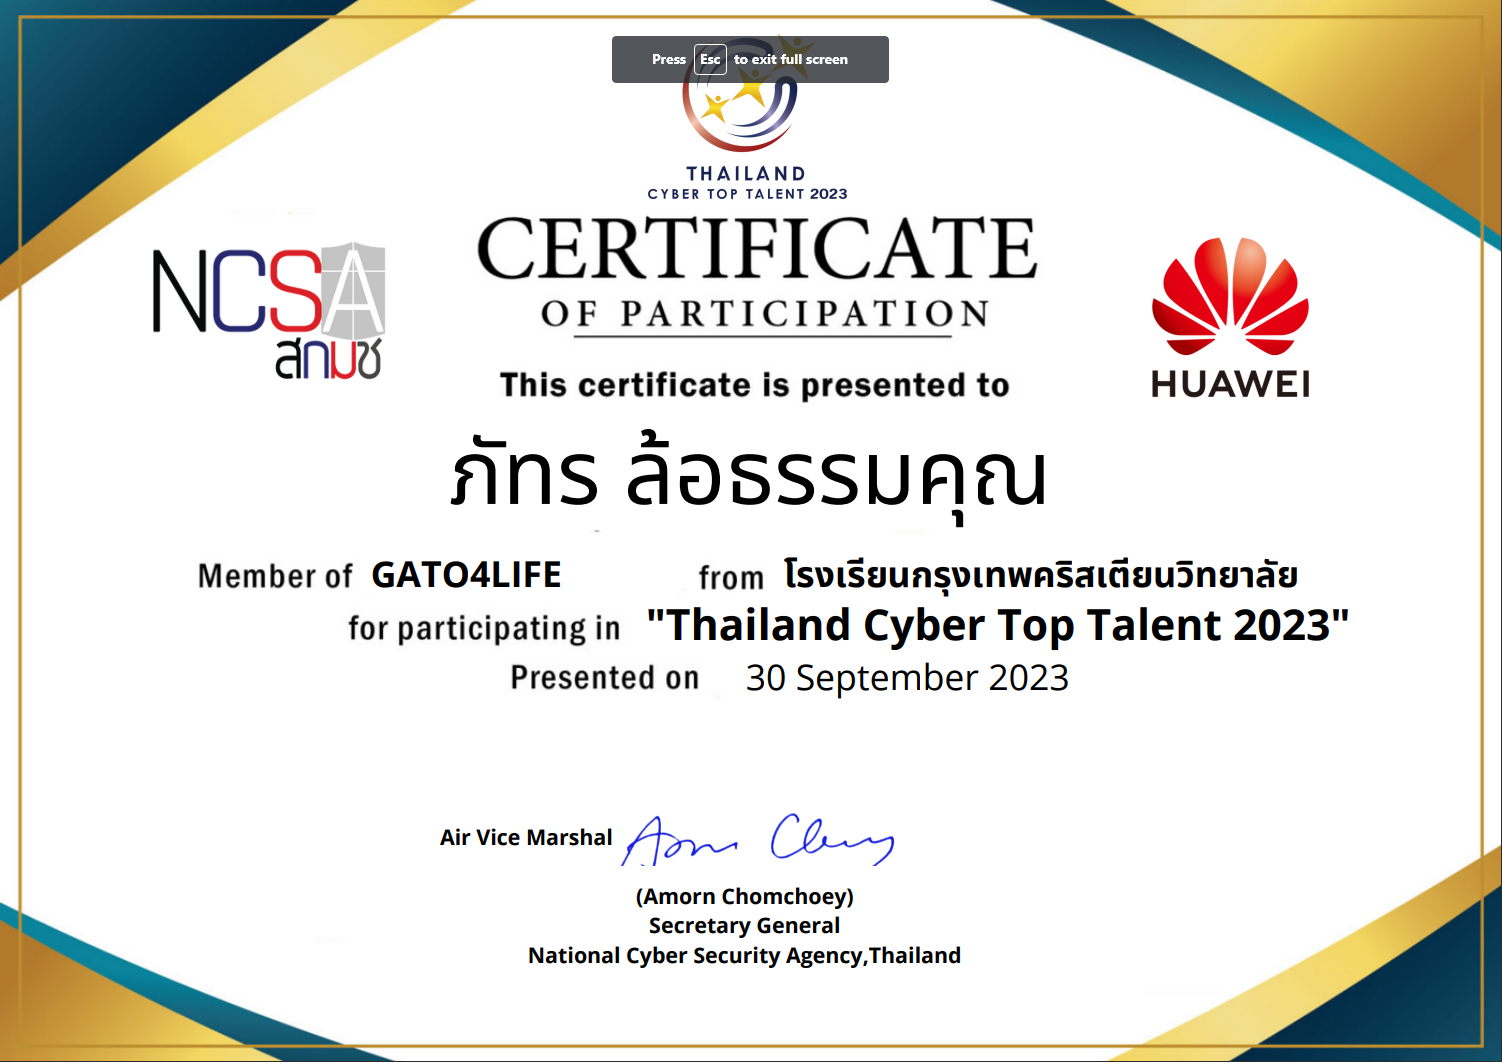 Press Esc to exit full screen
THAILAND
CYBER TOP TALENT 2023
CERTIFICATE
OF PARTICIPATION
NCSA
สกมช
HUAWEI
This certificate is presented to
ภัทร ล้อธรรมคุณ
Member of GATO4LIFE from โรงเรียนกรุงเทพคริสเตียนวิทยาลัย
for participating in "Thailand Cyber Top Talent 2023"
Presented on 30 September 2023
Air Vice Marshal
(Amorn Chomchoey)
Secretary General
National Cyber Security Agency,Thailand